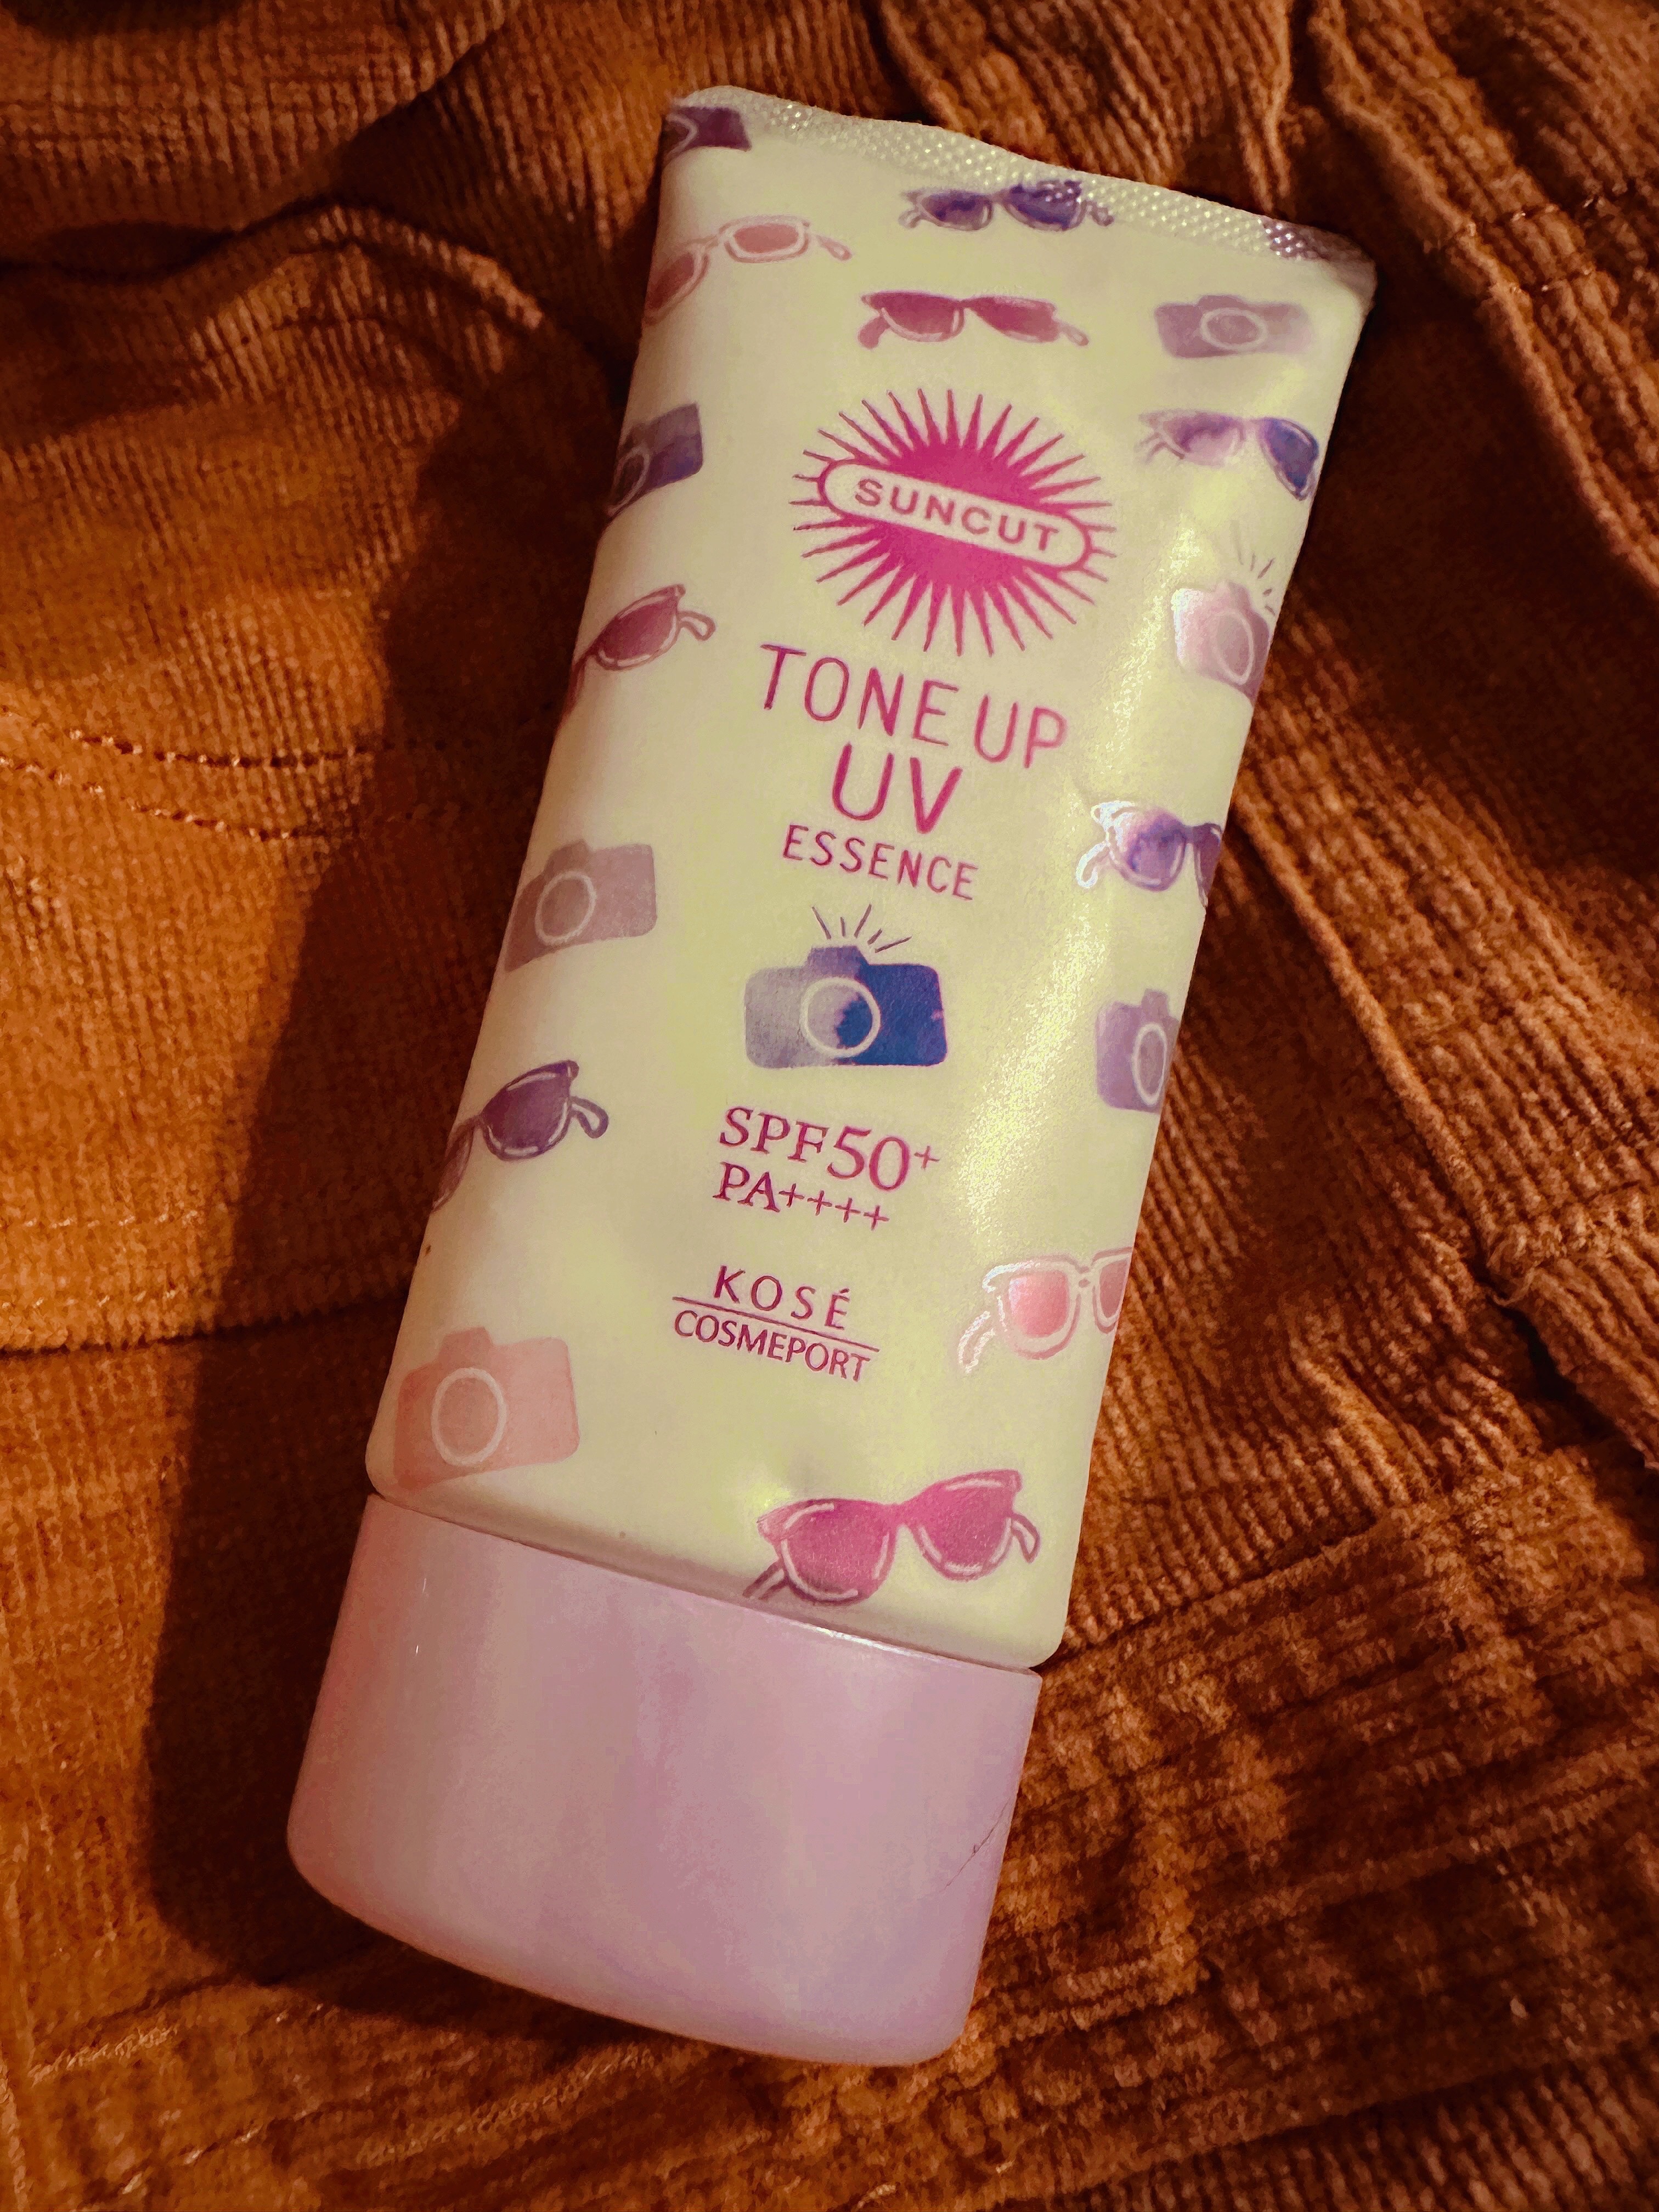 SUNCUT
TONE UP
UV
ESSENCE
SPF50+
PA++++
KOSÉ
COSMEPORT